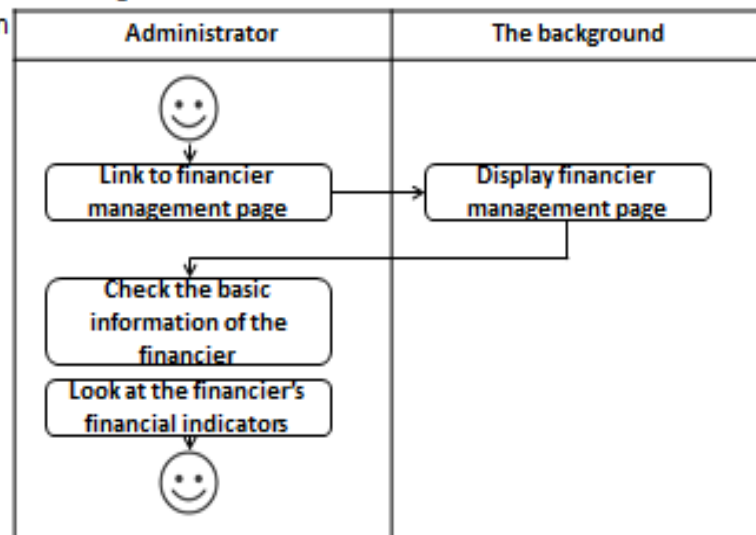 Administrator
The background
Link to financier
management page
Display financier
management page
Check the basic
information of the
financier
Look at the financier's
financial indicators